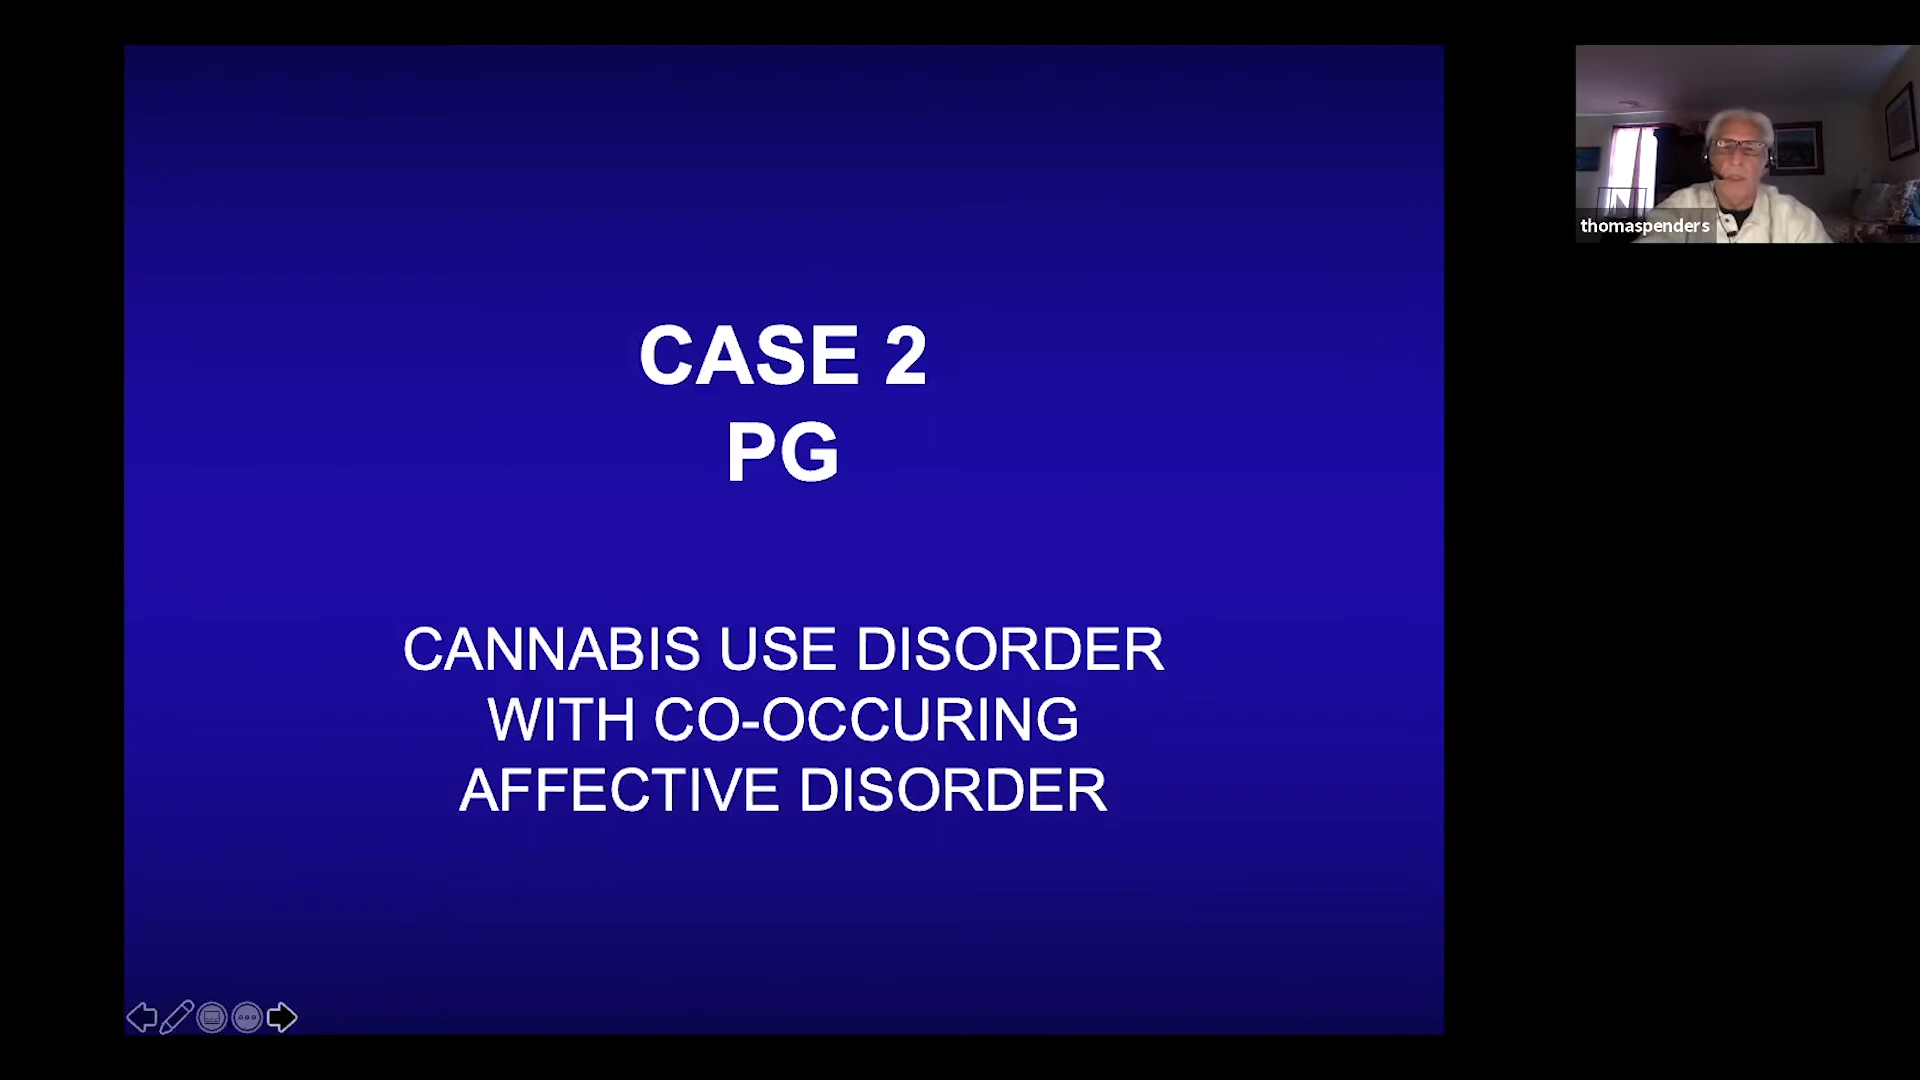 CASE 2
PG
CANNABIS USE DISORDER
WITH CO-OCCURING
AFFECTIVE DISORDER
thomaspenders